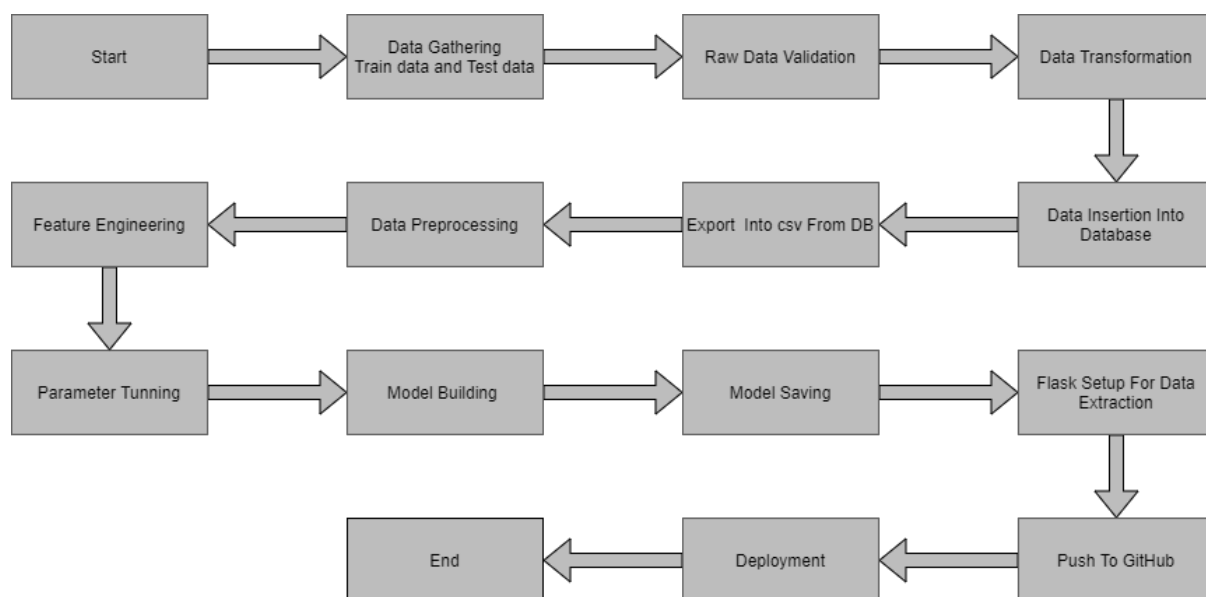 Start
Data Gathering
Train data and Test data
Raw Data Validation
Data Transformation
Data Insertion Into
Database
Export  Into csv From DB
Data Preprocessing
Feature Engineering
Parameter Tunning
Model Building
Model Saving
Flask Setup For Data
Extraction
Push To GitHub
Deployment
End